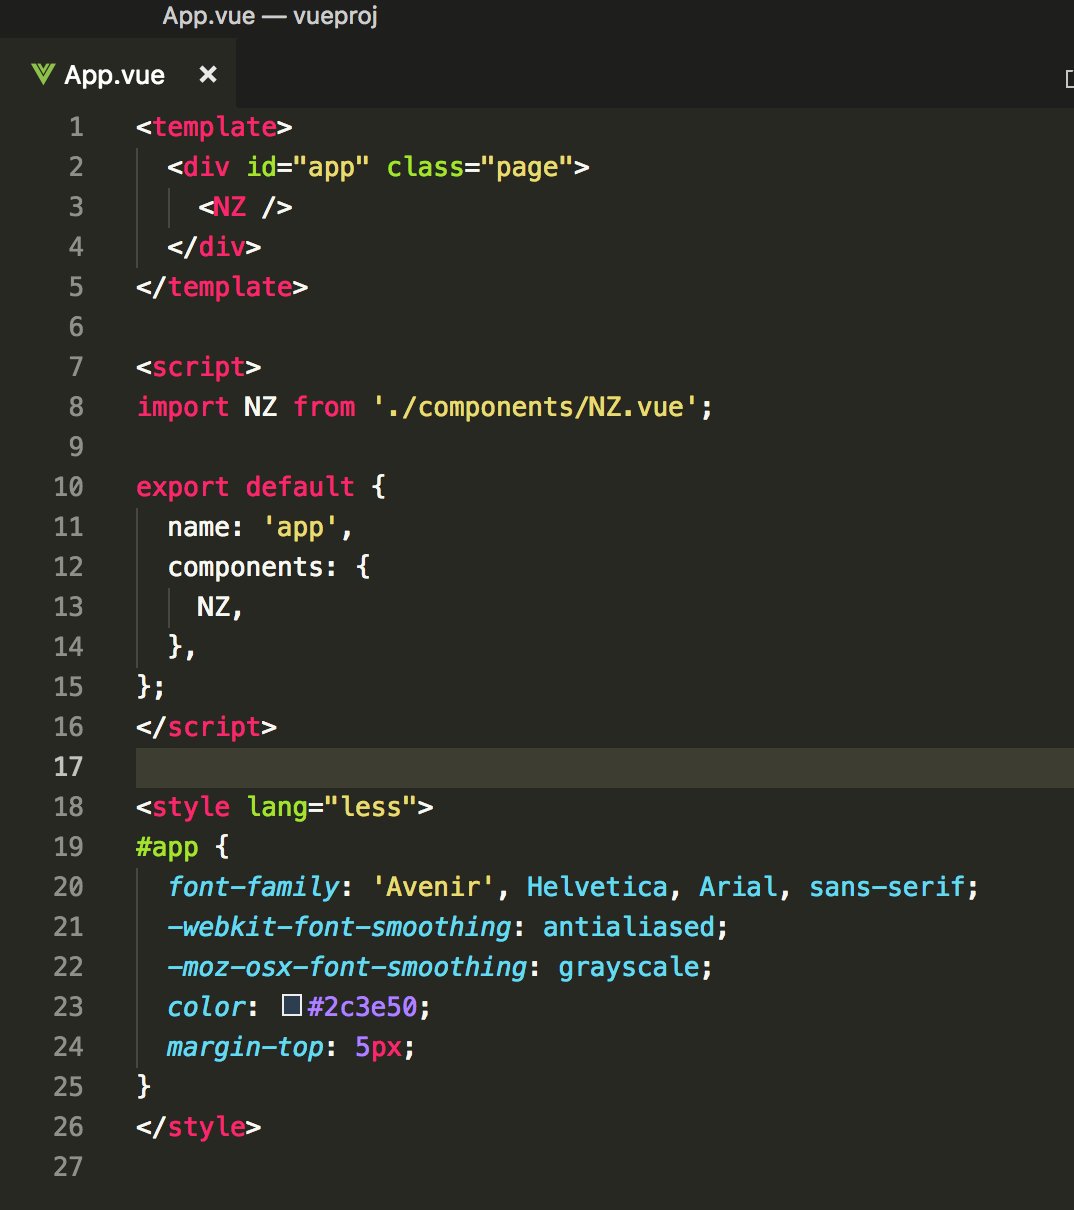 App.vue — vueproj
App.vue ×
1 <template>
2   <div id="app" class="page">
3     <NZ />
4   </div>
5 </template>
6
7 <script>
8 import NZ from './components/NZ.vue';
9
10 export default {
11   name: 'app',
12   components: {
13     NZ,
14   },
15 };
16 </script>
17
18 <style lang="less">
19 #app {
20   font-family: 'Avenir', Helvetica, Arial, sans-serif;
21   -webkit-font-smoothing: antialiased;
22   -moz-osx-font-smoothing: grayscale;
23   color: #2c3e50;
24   margin-top: 5px;
25 }
26 </style>
27